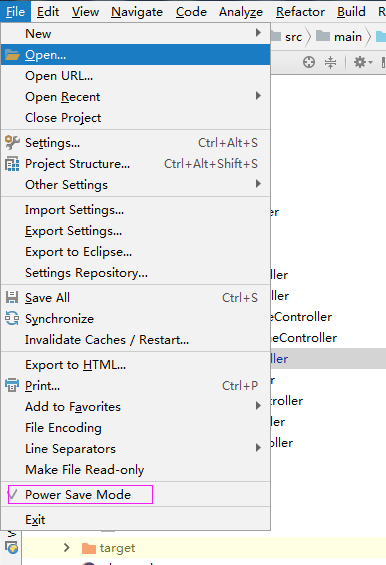 File Edit View Navigate Code Analyze Refactor Build R
New
src main
Open...
Open URL...
Open Recent
Close Project
Settings... Ctrl+Alt+S
Project Structure... Ctrl+Alt+Shift+S
Other Settings
Import Settings...
er
Export Settings...
Export to Eclipse...
Settings Repository...
ller
Save All Ctrl+S
oller
Synchronize
eController
Invalidate Caches / Restart...
eController
Export to HTML...
ller
Print... Ctrl+P
er
Add to Favorites
troller
File Encoding
ller
Line Separators
oller
Make File Read-only
Power Save Mode
Exit
target